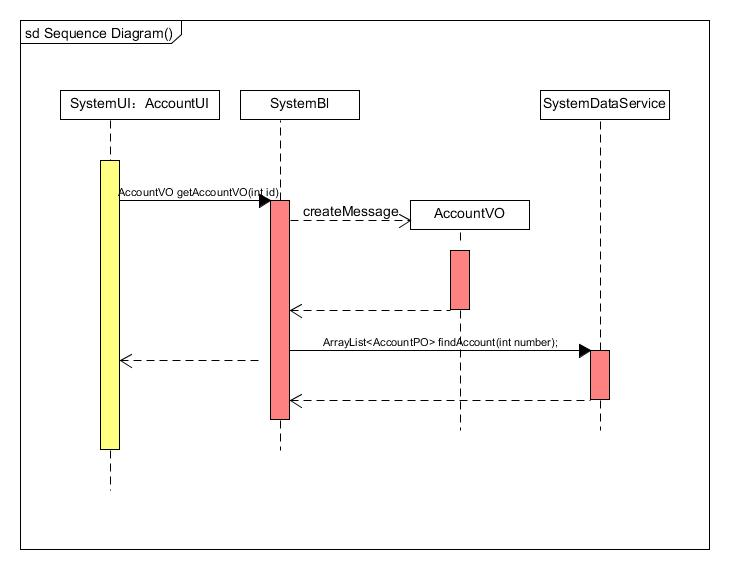 sd Sequence Diagram()
SystemUI：AccountUI
SystemBl
SystemDataService
AccountVO getAccountVO(int id)
createMessage
AccountVO
ArrayList<AccountPO> findAccount(int number);